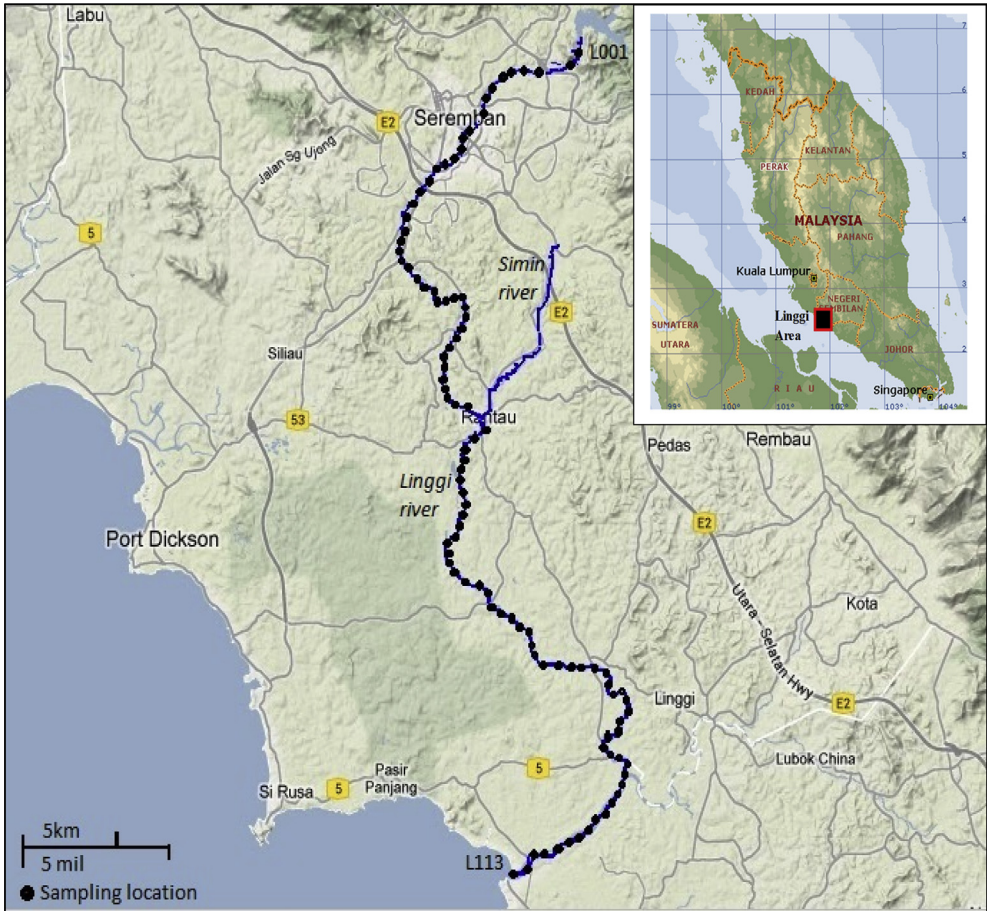 Labu
L001
Seremban
E2
Jalan Sg Ujong
5
Simin
river
E2
Siliau
53
Rantau
Linggi
river
Pedas
Rembau
Port Dickson
E2
Utara - Selatan Hwy
Kota
Linggi
E2
Lubok China
5
Pasir
Panjang
Si Rusa
5
L113
5km
5 mil
Sampling location
KEDAH
KELANTAN
PERAK
MALAYSIA
PAHANG
Kuala Lumpur
NEGERI
SEMBILAN
Linggi
Area
SUMATERA
UTARA
JOHOR
RIAU
Singapore
7
6
5
4
3
2
99°
100°
101°
102°
103°
104°